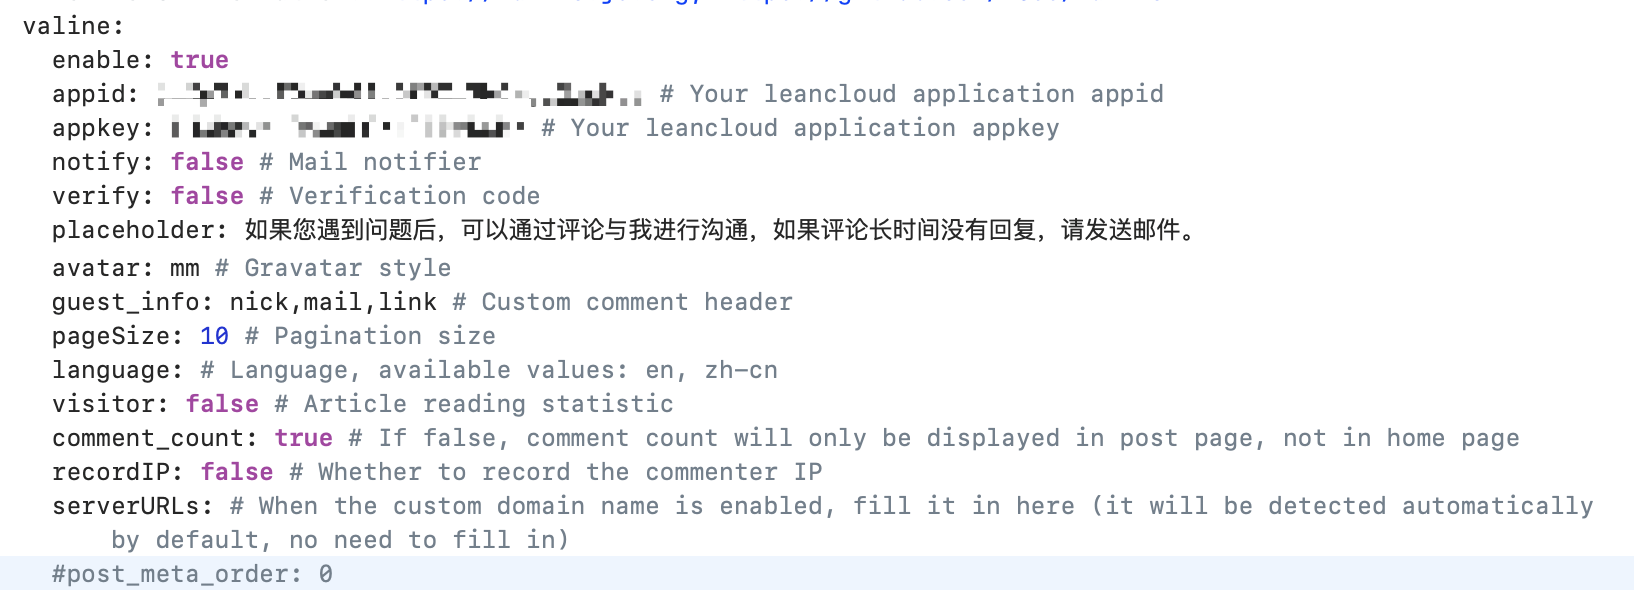 valine:
enable: true
appid: # Your leancloud application appid
appkey: # Your leancloud application appkey
notify: false # Mail notifier
verify: false # Verification code
placeholder: 如果您遇到问题后，可以通过评论与我进行沟通，如果评论长时间没有回复，请发送邮件。
avatar: mm # Gravatar style
guest_info: nick,mail,link # Custom comment header
pageSize: 10 # Pagination size
language: # Language, available values: en, zh-cn
visitor: false # Article reading statistic
comment_count: true # If false, comment count will only be displayed in post page, not in home page
recordIP: false # Whether to record the commenter IP
serverURLs: # When the custom domain name is enabled, fill it in here (it will be detected automatically
by default, no need to fill in)
#post_meta_order: 0